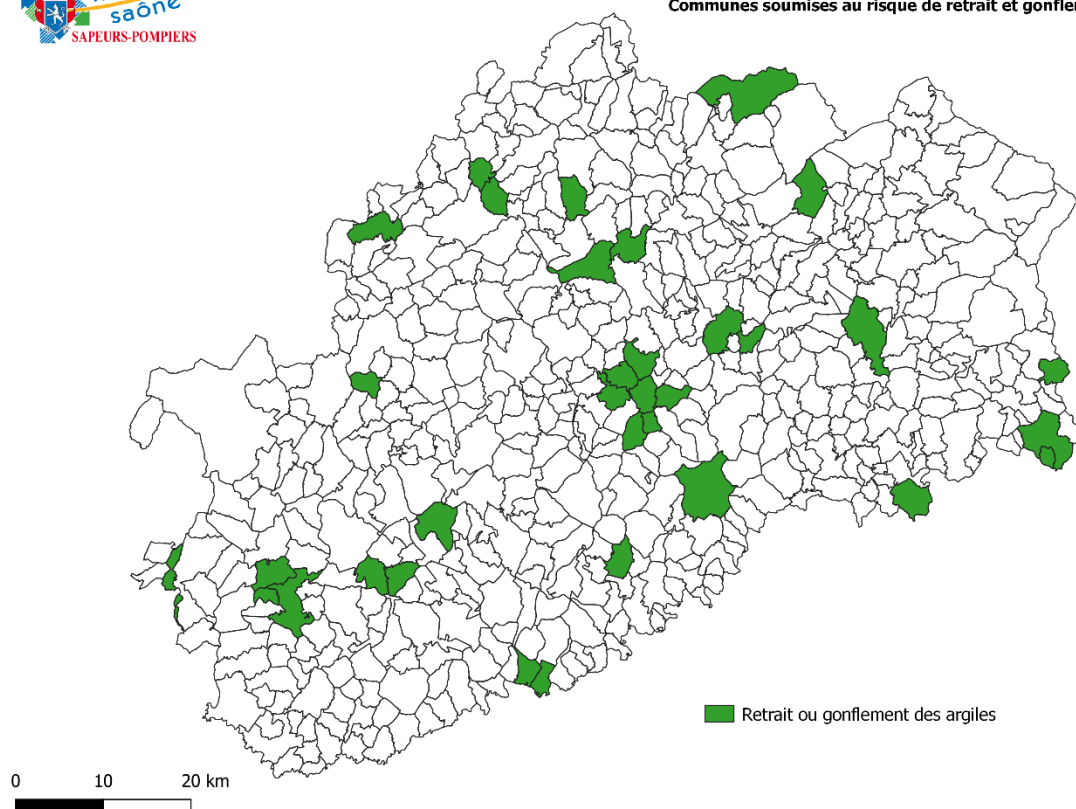 saône
SAPEURS-POMPIERS
Communes soumises au risque de retrait et
Retrait ou gonflement des argiles
0 10 20 km